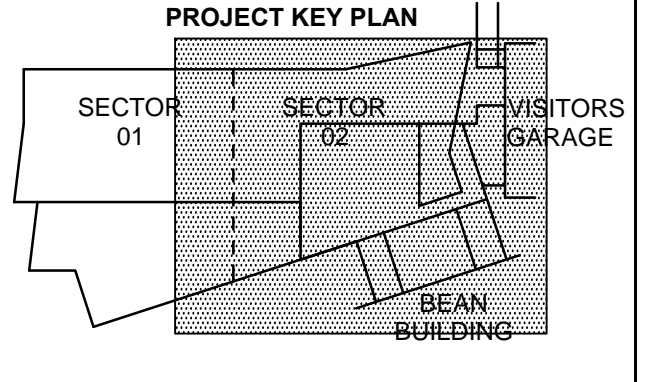 PROJECT KEY PLAN
SECTOR
01
SECTOR
02
VISITORS
GARAGE
BEAN
BUILDING